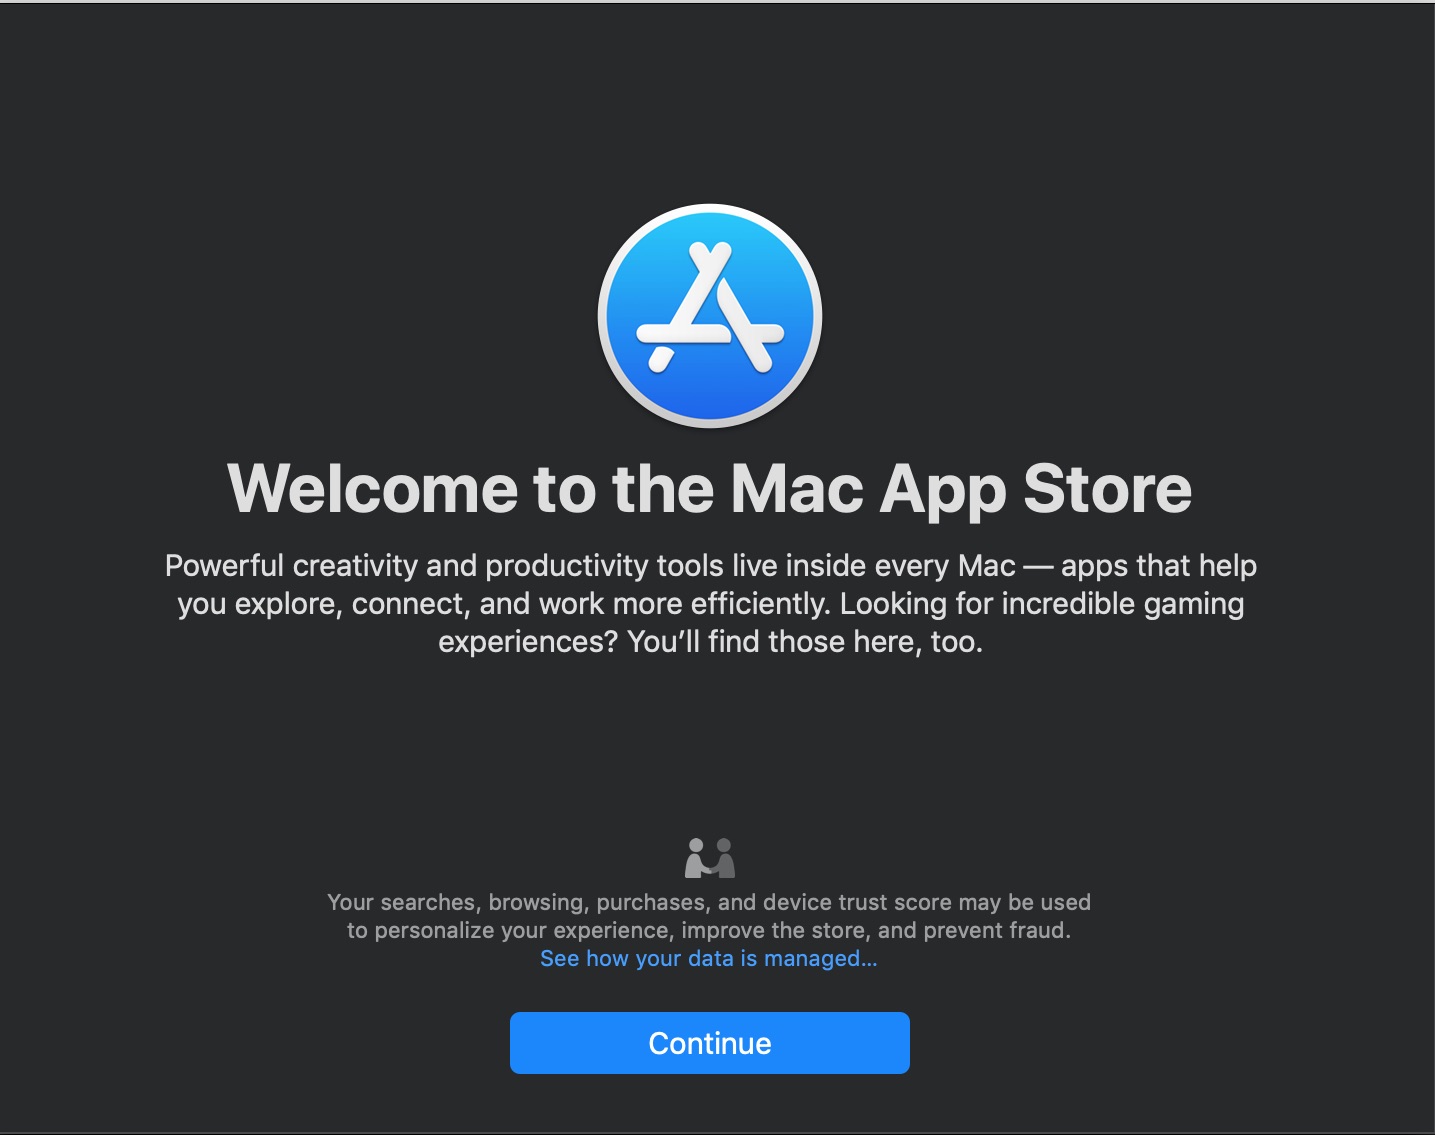 Welcome to the Mac App Store
Powerful creativity and productivity tools live inside every Mac — apps that help
you explore, connect, and work more efficiently. Looking for incredible gaming
experiences? You’ll find those here, too.
Your searches, browsing, purchases, and device trust score may be used
to personalize your experience, improve the store, and prevent fraud.
See how your data is managed...
Continue